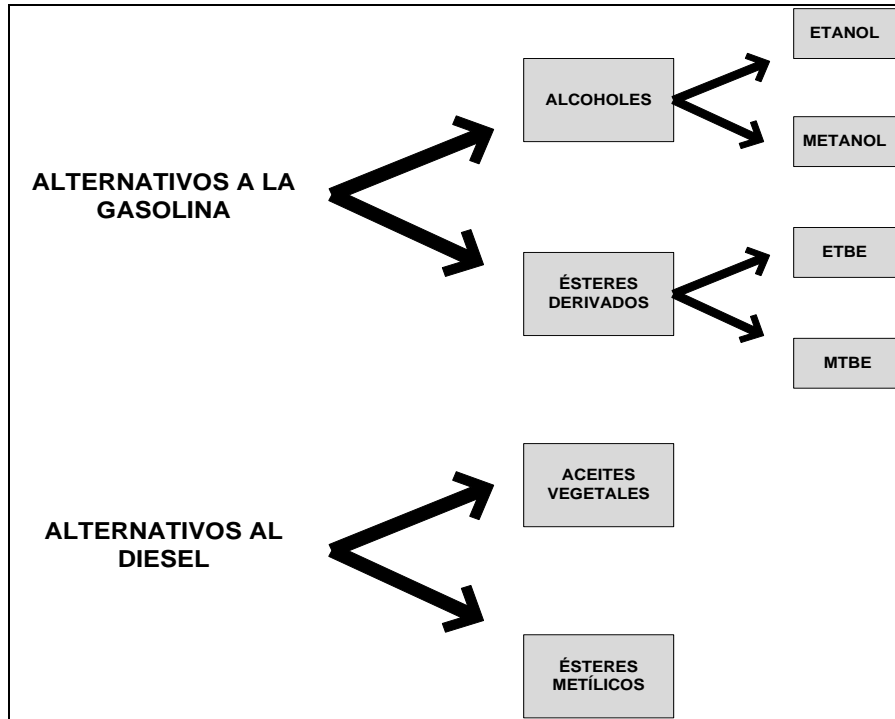 ETANOL
ALCOHOLES
METANOL
ALTERNATIVOS A LA
GASOLINA
ETBE
ÉSTERES
DERIVADOS
MTBE
ACEITES
VEGETALES
ALTERNATIVOS AL
DIESEL
ÉSTERES
METÍLICOS